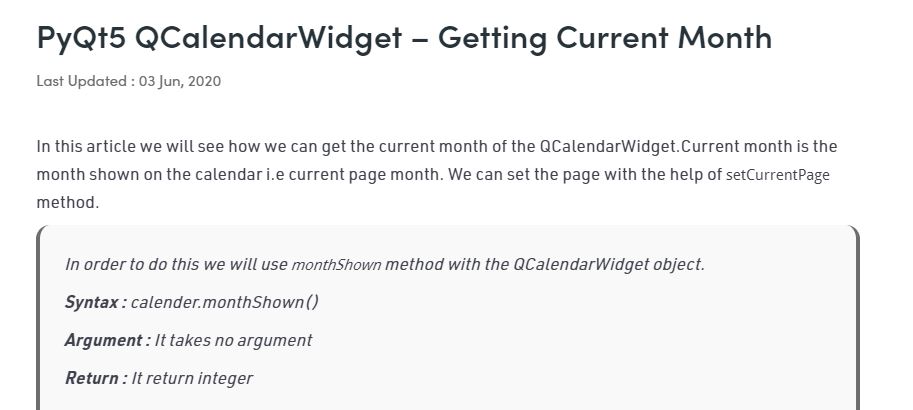 PyQt5 QCalendarWidget – Getting Current Month
Last Updated : 03 Jun, 2020
In this article we will see how we can get the current month of the QCalendarWidget.Current month is the
month shown on the calendar i.e current page month. We can set the page with the help of setCurrentPage
method.
In order to do this we will use monthShown method with the QCalendarWidget object.
Syntax : calender.monthShown()
Argument : It takes no argument
Return : It return integer